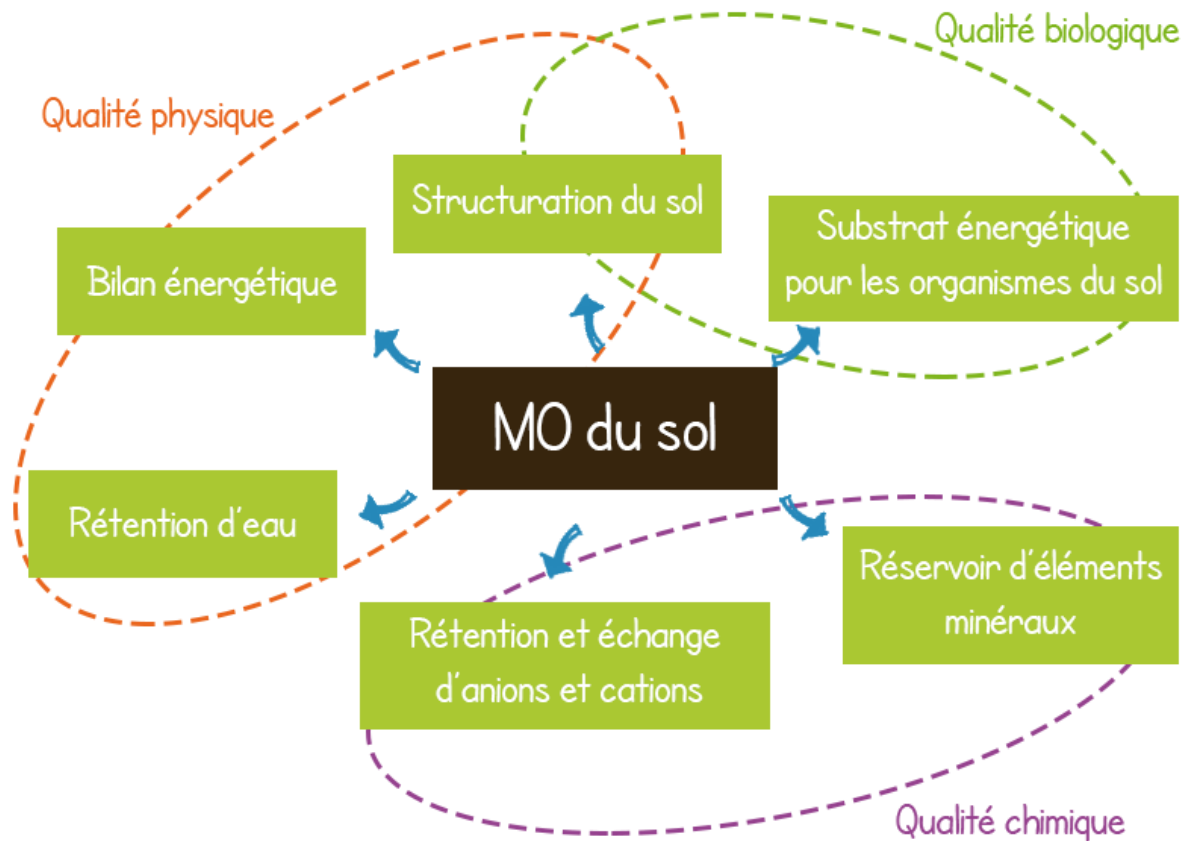 Qualité biologique
Qualité physique
Structuration du sol
Substrat énergétique
pour les organismes du sol
Bilan énergétique
MO du sol
Rétention d'eau
Réservoir d'éléments
minéraux
Rétention et échange
d'anions et cations
Qualité chimique